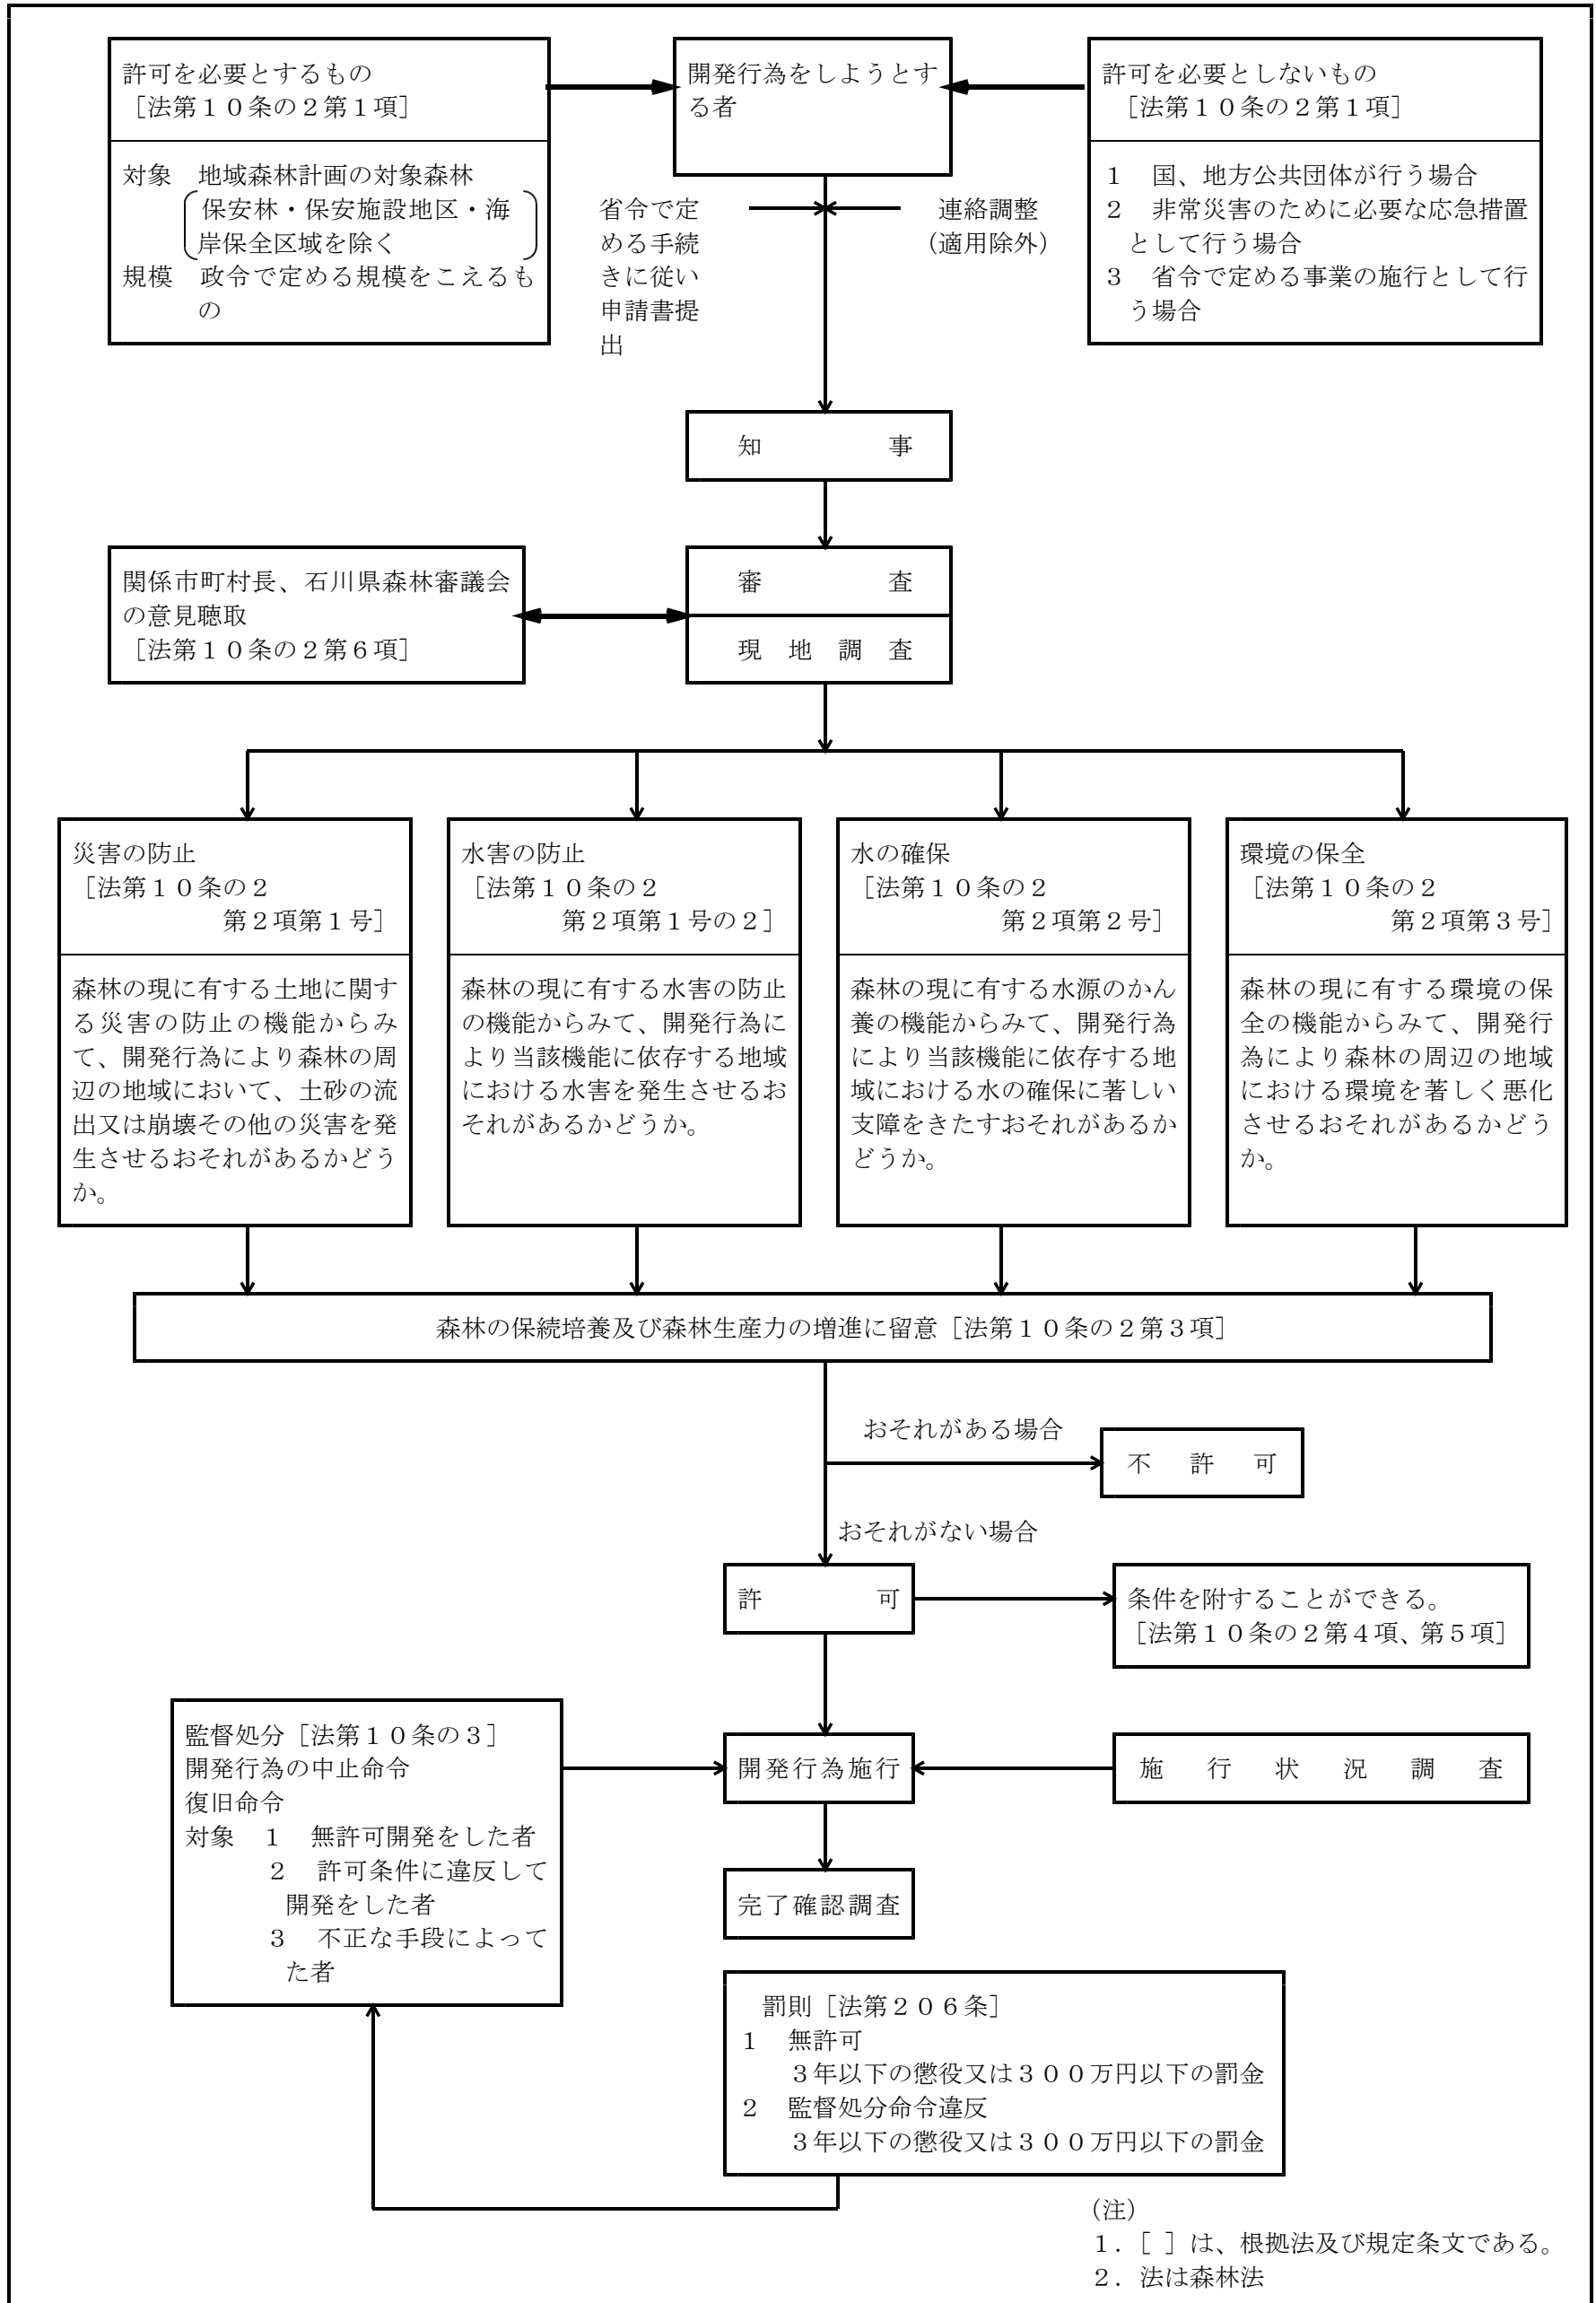 許可を必要とするもの
［法第１０条の２第１項］
対象　地域森林計画の対象森林
保安林・保安施設地区・海
岸保全区域を除く
規模　政令で定める規模をこえるも
の
開発行為をしようとす
る者
許可を必要としないもの
［法第１０条の２第１項］
１　国、地方公共団体が行う場合
２　非常災害のために必要な応急措置
として行う場合
３　省令で定める事業の施行として行
う場合
省令で定
める手続
きに従い
申請書提
出
連絡調整
（適用除外）
知　事
審　査
現　地　調　査
関係市町村長、石川県森林審議会
の意見聴取
［法第１０条の２第６項］
災害の防止
［法第１０条の２
第２項第１号］
森林の現に有する土地に関す
る災害の防止の機能からみ
て、開発行為により森林の周
辺の地域において、土砂の流
出又は崩壊その他の災害を発
生させるおそれがあるかどう
か。
水害の防止
［法第１０条の２
第２項第１号の２］
森林の現に有する水害の防止
の機能からみて、開発行為に
より当該機能に依存する地域
における水害を発生させるお
それがあるかどうか。
水の確保
［法第１０条の２
第２項第２号］
森林の現に有する水源のかん
養の機能からみて、開発行為
により当該機能に依存する地
域における水の確保に著しい
支障をきたすおそれがあるか
どうか。
環境の保全
［法第１０条の２
第２項第３号］
森林の現に有する環境の保
全の機能からみて、開発行
為により森林の周辺の地域
における環境を著しく悪化
させるおそれがあるかどう
か。
森林の保続培養及び森林生産力の増進に留意［法第１０条の２第３項］
おそれがある場合
不　許　可
おそれがない場合
許　可
条件を附することができる。
［法第１０条の２第４項、第５項］
監督処分［法第１０条の３］
開発行為の中止命令
復旧命令
対象　１　無許可開発をした者
２　許可条件に違反して
開発をした者
３　不正な手段によって
た者
開発行為施行
施　行　状　況　調　査
完了確認調査
罰則［法第２０６条］
１　無許可
３年以下の懲役又は３００万円以下の罰金
２　監督処分命令違反
３年以下の懲役又は３００万円以下の罰金
（注）
１．［ ］は、根拠法及び規定条文である。
２．法は森林法